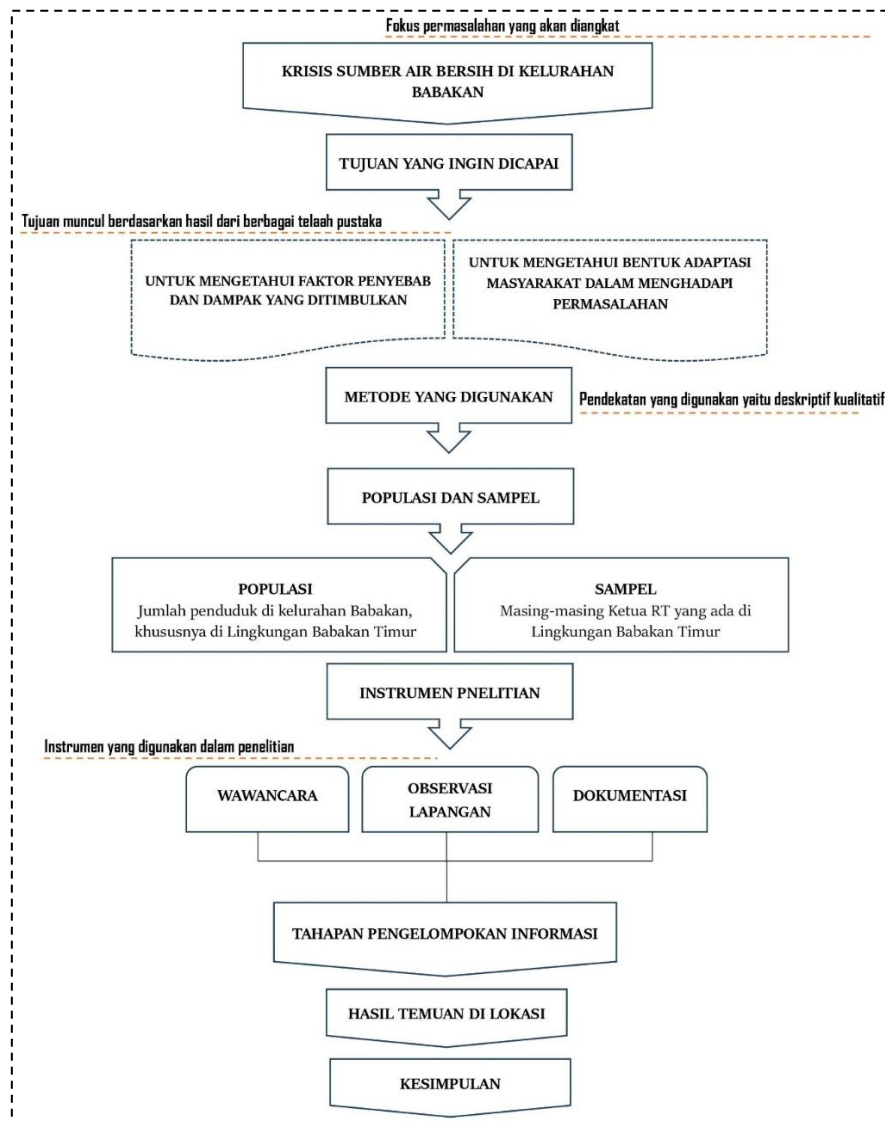 Fokus permasalahan yang akan diangkat
KRISIS SUMBER AIR BERSIH DI KELURAHAN
BABAKAN
TUJUAN YANG INGIN DICAPAI
Tujuan muncul berdasarkan hasil dari berbagai telaah pustaka
UNTUK MENGETAHUI FAKTOR PENYEBAB
DAN DAMPAK YANG DITIMBULKAN
UNTUK MENGETAHUI BENTUK ADAPTASI
MASYARAKAT DALAM MENGHADAPI
PERMASALAHAN
METODE YANG DIGUNAKAN
Pendekatan yang digunakan yaitu deskriptif kualitatif
POPULASI DAN SAMPEL
POPULASI
Jumlah penduduk di kelurahan Babakan,
khususnya di Lingkungan Babakan Timur
SAMPEL
Masing-masing Ketua RT yang ada di
Lingkungan Babakan Timur
INSTRUMEN PNELITIAN
Instrumen yang digunakan dalam penelitian
WAWANCARA
OBSERVASI
LAPANGAN
DOKUMENTASI
TAHAPAN PENGELOMPOKAN INFORMASI
HASIL TEMUAN DI LOKASI
KESIMPULAN